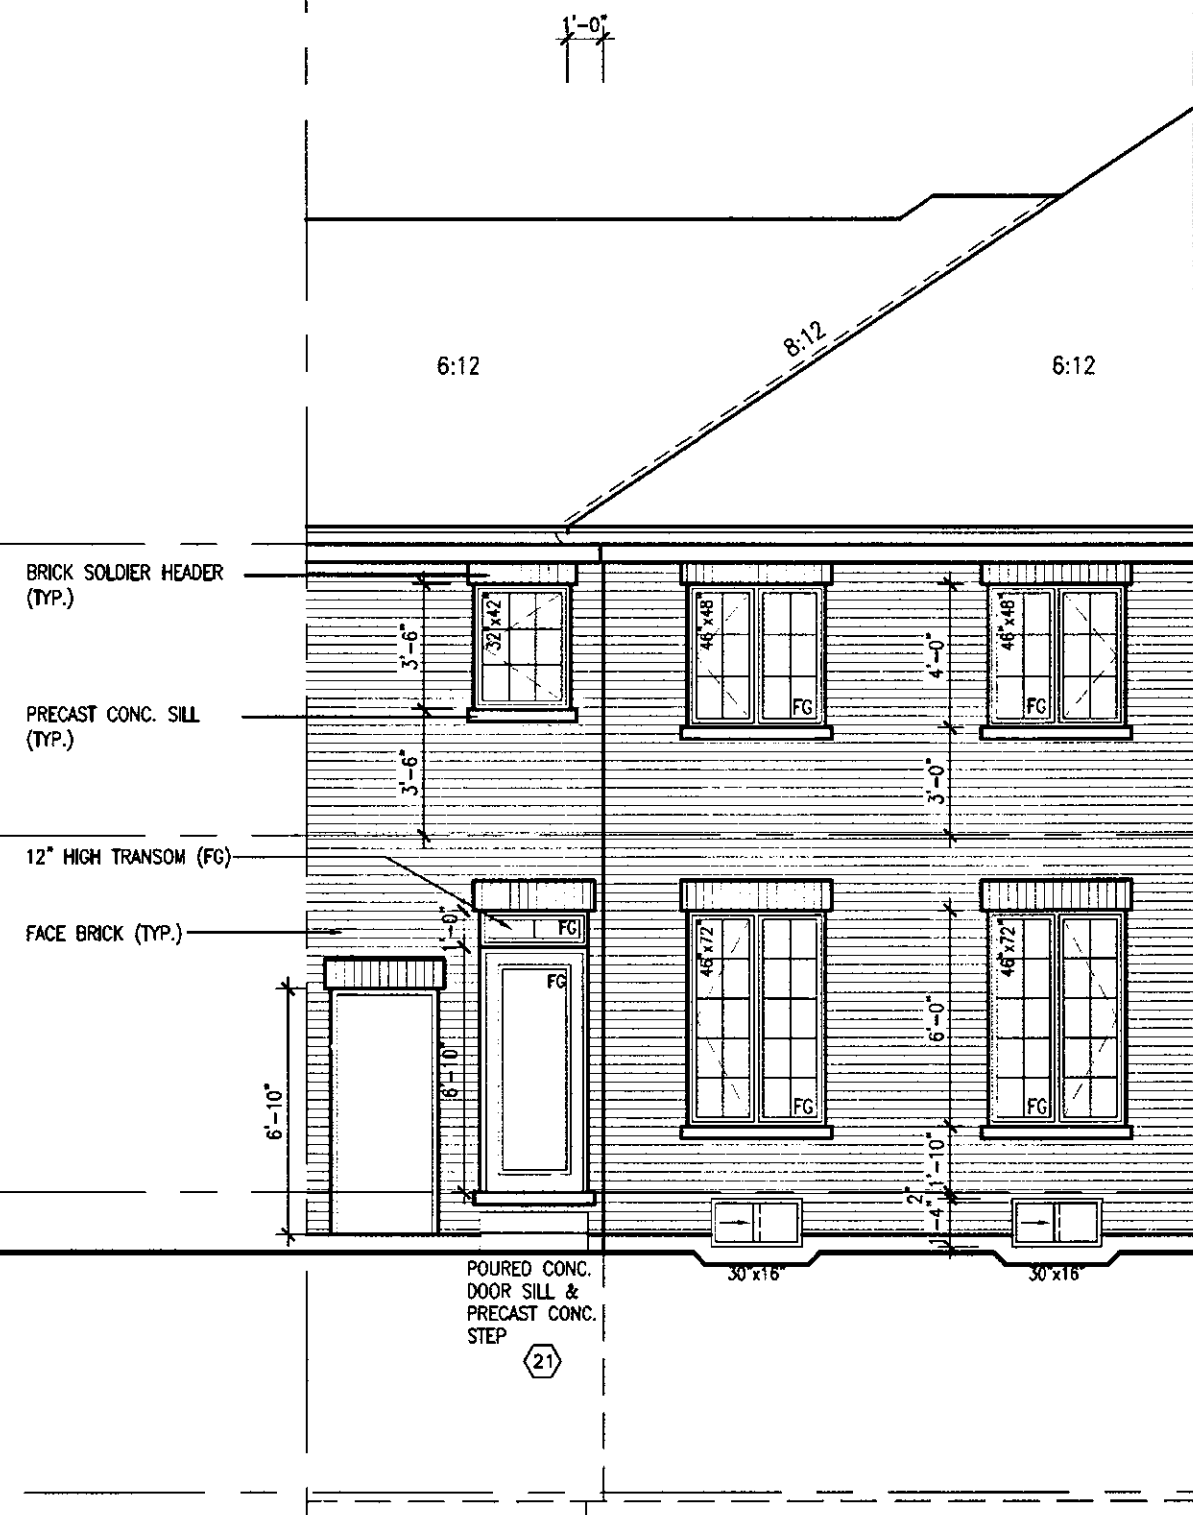 1'-0"
8:12
6:12
6:12
BRICK SOLDIER HEADER
(TYP.)
32"x42"
46"x48"
46"x48"
3'-6"
4'-0"
FG
FG
PRECAST CONC. SILL
(TYP.)
3'-6"
3'-0"
12" HIGH TRANSOM (FG)
1'-0"
FG
FACE BRICK (TYP.)
46"x72"
46"x72"
FG
6'-10"
6'-10"
6'-0"
FG
FG
1'-10"
2"
1'-4"
30"x16"
30"x16"
POURED CONC.
DOOR SILL &
PRECAST CONC.
STEP
21